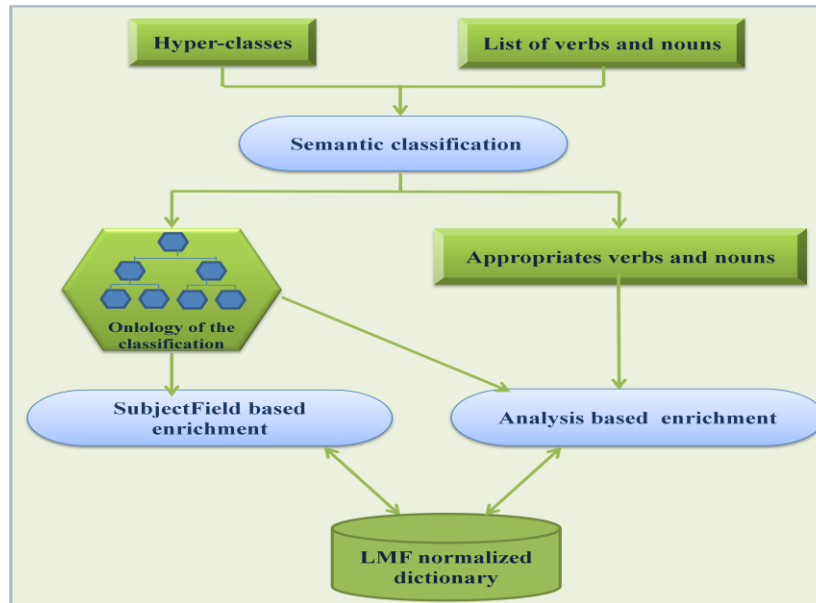 Hyper-classes
List of verbs and nouns
Semantic classification
Appropriates verbs and nouns
Onlology of the
classification
SubjectField based
enrichment
Analysis based enrichment
LMF normalized
dictionary